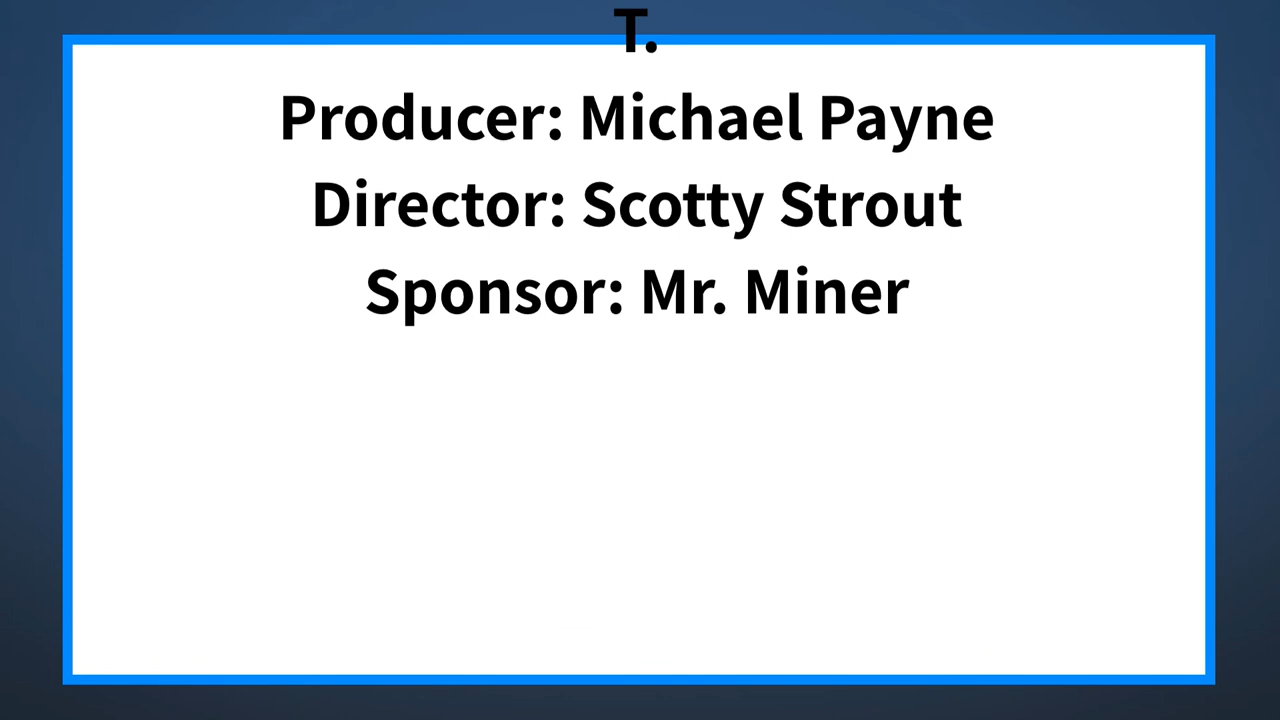 T.
Producer: Michael Payne
Director: Scotty Strout
Sponsor: Mr. Miner